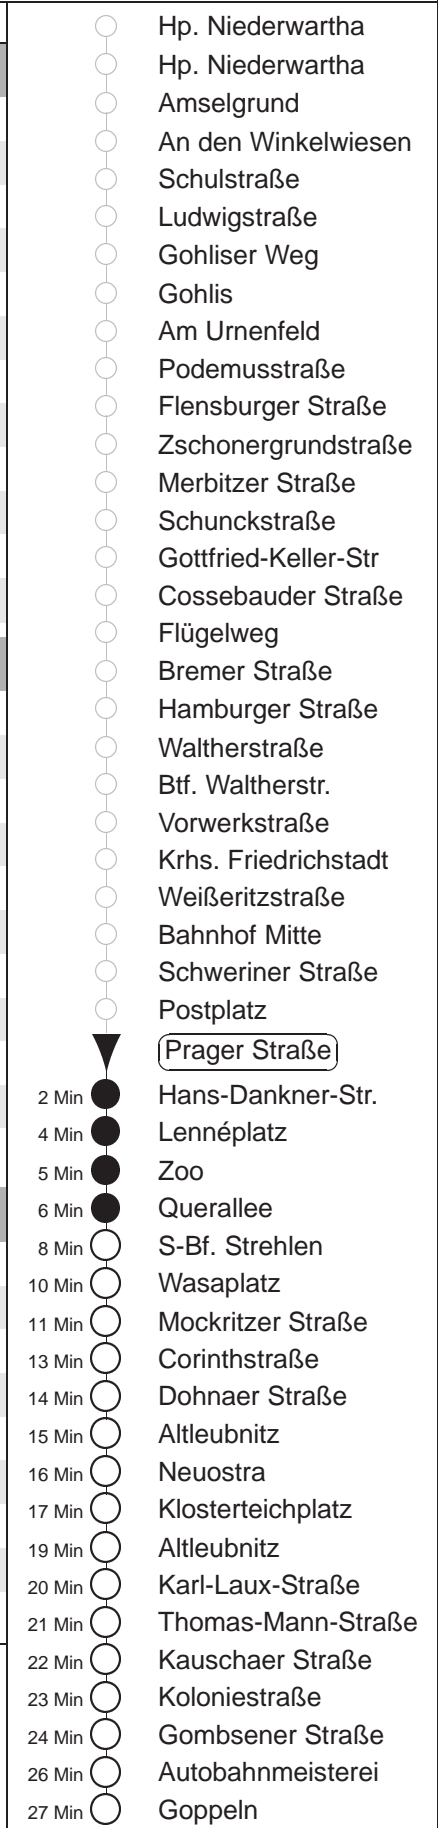 Hp. Niederwartha
Hp. Niederwartha
Amselgrund
An den Winkelwiesen
Schulstraße
Ludwigstraße
Gohliser Weg
Gohlis
Am Urnenfeld
Podemusstraße
Flensburger Straße
Zschonergrundstraße
Merbitzer Straße
Schunckstraße
Gottfried-Keller-Str
Cossebauder Straße
Flügelweg
Bremer Straße
Hamburger Straße
Waltherstraße
Btf. Waltherstr.
Vorwerkstraße
Krhs. Friedrichstadt
Weißeritzstraße
Bahnhof Mitte
Schweriner Straße
Postplatz
Prager Straße
2 Min Hans-Dankner-Str.
4 Min Lennéplatz
5 Min Zoo
6 Min Querallee
8 Min S-Bf. Strehlen
10 Min Wasaplatz
11 Min Mockritzer Straße
13 Min Corinthstraße
14 Min Dohnaer Straße
15 Min Altleubnitz
16 Min Neuostra
17 Min Klosterteichplatz
19 Min Altleubnitz
20 Min Karl-Laux-Straße
21 Min Thomas-Mann-Straße
22 Min Kauschaer Straße
23 Min Koloniestraße
24 Min Gombsener Straße
26 Min Autobahnmeisterei
27 Min Goppeln